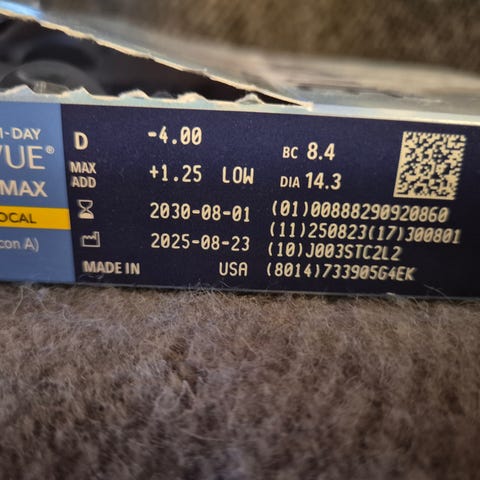 1-DAY
VUE®
MAX
OCAL
con A)
D -4.00
MAX ADD +1.25 LOW
2030-08-01
2025-08-23
MADE IN USA
BC 8.4
DIA 14.3
(01)00888290920860
(11)250823(17)300801
(10)J003STC2L2
(8014)733905G4EK